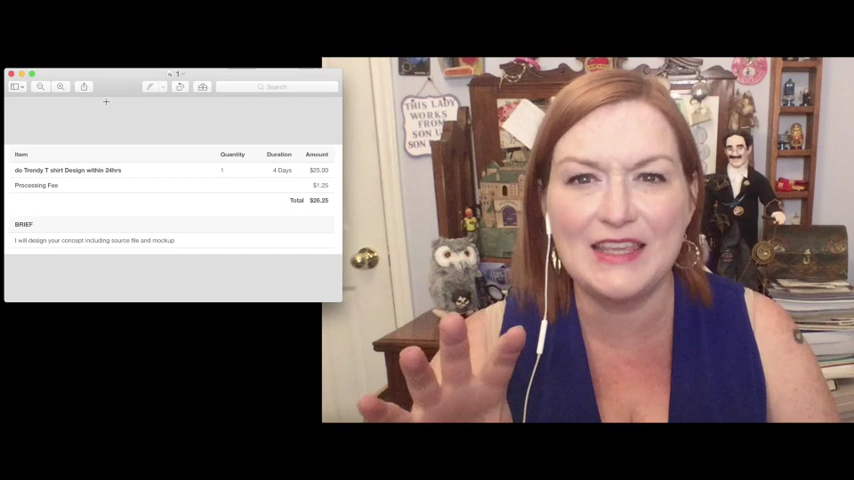 1
Search
Item Quantity Duration Amount
do Trendy T shirt Design within 24hrs 1 4 Days $25.00
Processing Fee $1.25
Total $26.25
BRIEF
I will design your concept including source file and mockup
THIS LADY
WORKS
FROM
SON U
SON